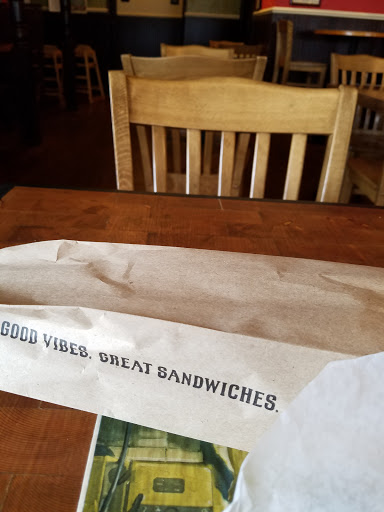 GOOD VIBES. GREAT SANDWICHES.